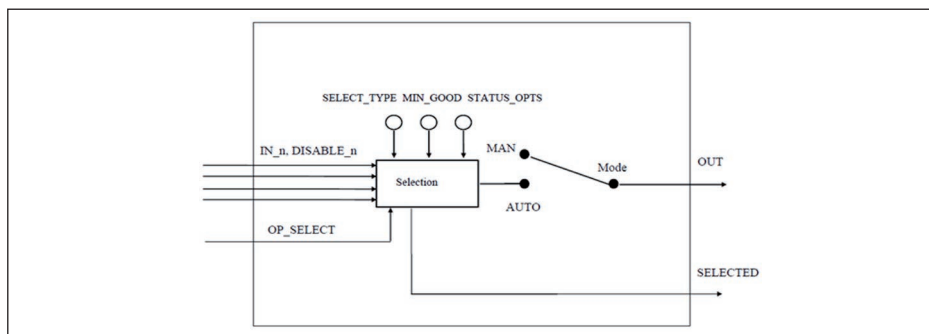 SELECT_TYPE MIN_GOOD STATUS_OPTS
IN_n, DISABLE_n
MAN
Mode
OUT
Selection
AUTO
OP_SELECT
SELECTED